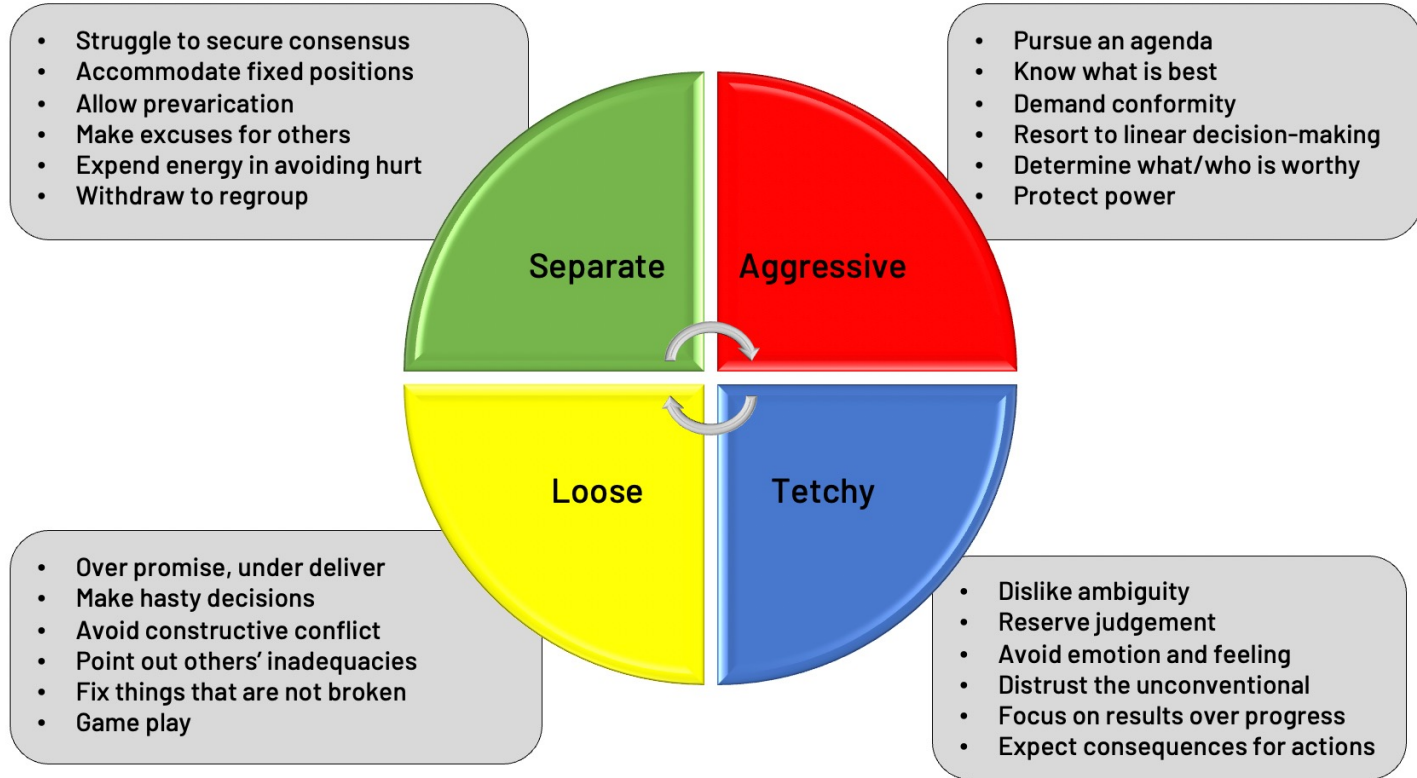 • Struggle to secure consensus
• Accommodate fixed positions
• Allow prevarication
• Make excuses for others
• Expend energy in avoiding hurt
• Withdraw to regroup
• Pursue an agenda
• Know what is best
• Demand conformity
• Resort to linear decision-making
• Determine what/who is worthy
• Protect power
Separate
Aggressive
Loose
Tetchy
• Over promise, under deliver
• Make hasty decisions
• Avoid constructive conflict
• Point out others’ inadequacies
• Fix things that are not broken
• Game play
• Dislike ambiguity
• Reserve judgement
• Avoid emotion and feeling
• Distrust the unconventional
• Focus on results over progress
• Expect consequences for actions